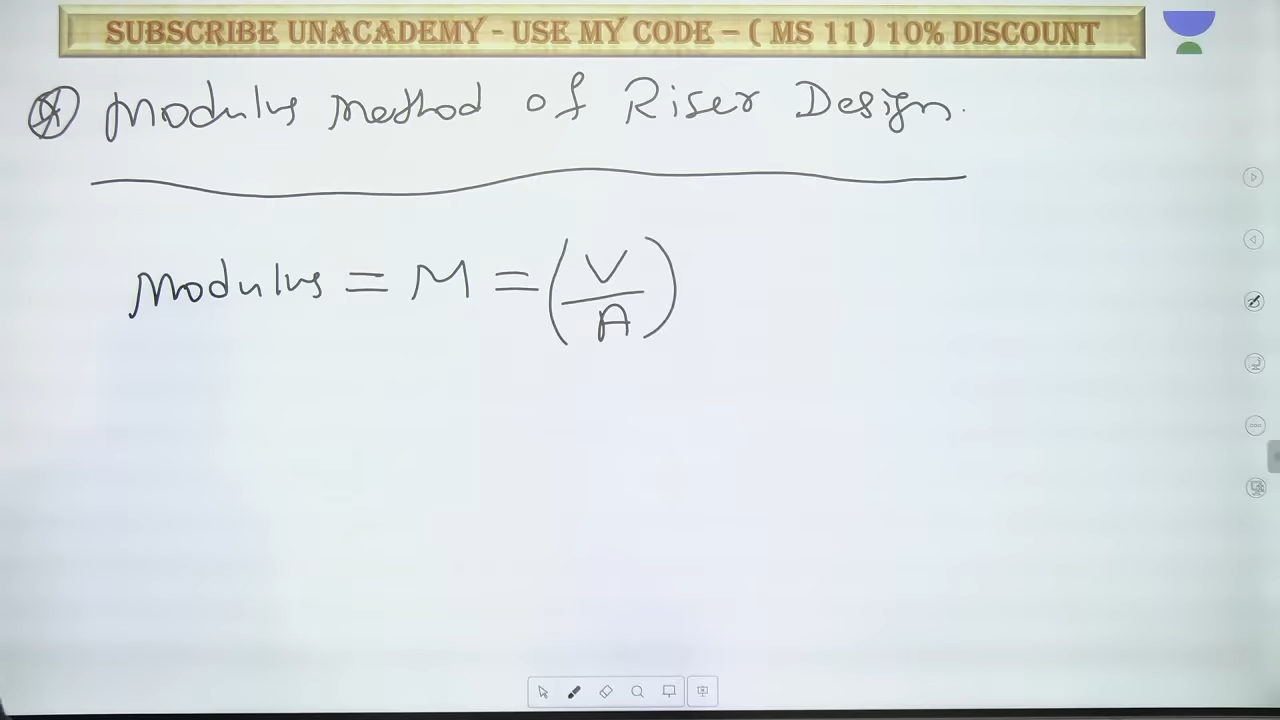 SUBSCRIBE UNACADEMY - USE MY CODE – ( MS 11 ) 10% DISCOUNT
Modulus Method of Riser Design.
Modulus = M = (V/A)